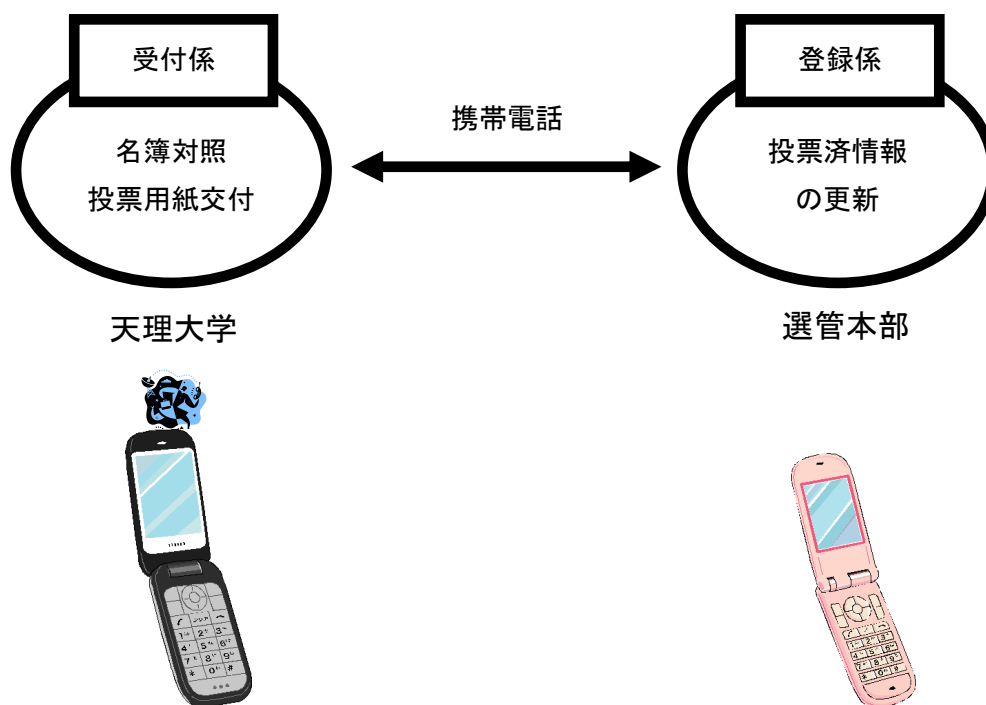 受付係
名簿対照
投票用紙交付
天理大学
携帯電話
登録係
投票済情報
の更新
選管本部